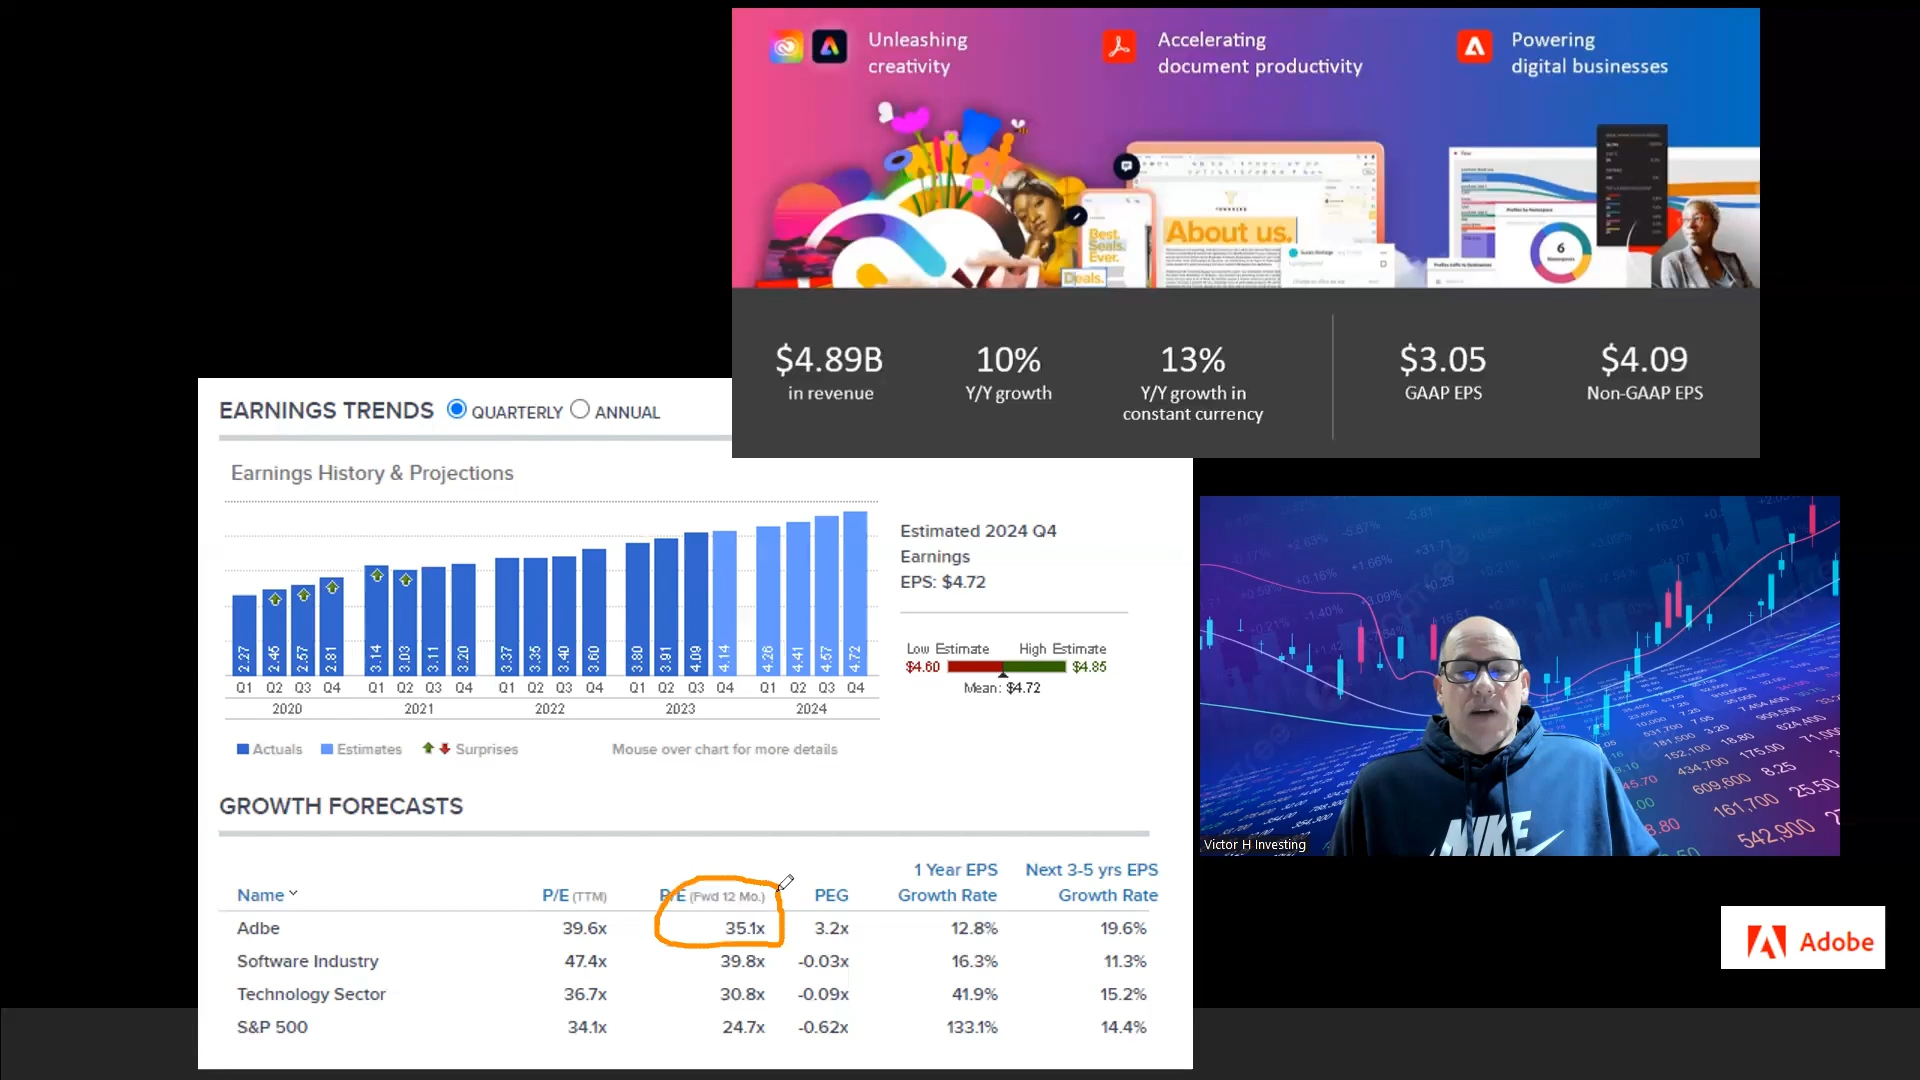 Unleashing
creativity
Accelerating
document productivity
Powering
digital businesses
Best.
Seals.
Ever.
Deals.
About us.
6
$4.89B
in revenue
10%
Y/Y growth
13%
Y/Y growth in
constant currency
$3.05
GAAP EPS
$4.09
Non-GAAP EPS
EARNINGS TRENDS QUARTERLY ANNUAL
Earnings History & Projections
2.27 2.45 2.57 2.81 3.14 3.03 3.11 3.20 3.37 3.35 3.40 3.60 3.80 3.91 4.09 4.14 4.26 4.41 4.57 4.72
Q1 Q2 Q3 Q4 Q1 Q2 Q3 Q4 Q1 Q2 Q3 Q4 Q1 Q2 Q3 Q4 Q1 Q2 Q3 Q4
2020 2021 2022 2023 2024
Actuals Estimates Surprises Mouse over chart for more details
Estimated 2024 Q4
Earnings
EPS: $4.72
Low Estimate High Estimate
$4.60 $4.85
Mean: $4.72
GROWTH FORECASTS
Name P/E (TTM) P/E (Fwd 12 Mo.) PEG 1 Year EPS Growth Rate Next 3-5 yrs EPS Growth Rate
Adbe 39.6x 35.1x 3.2x 12.8% 19.6%
Software Industry 47.4x 39.8x -0.03x 16.3% 11.3%
Technology Sector 36.7x 30.8x -0.09x 41.9% 15.2%
S&P 500 34.1x 24.7x -0.62x 133.1% 14.4%
NIKE
Victor H Investing
Adobe